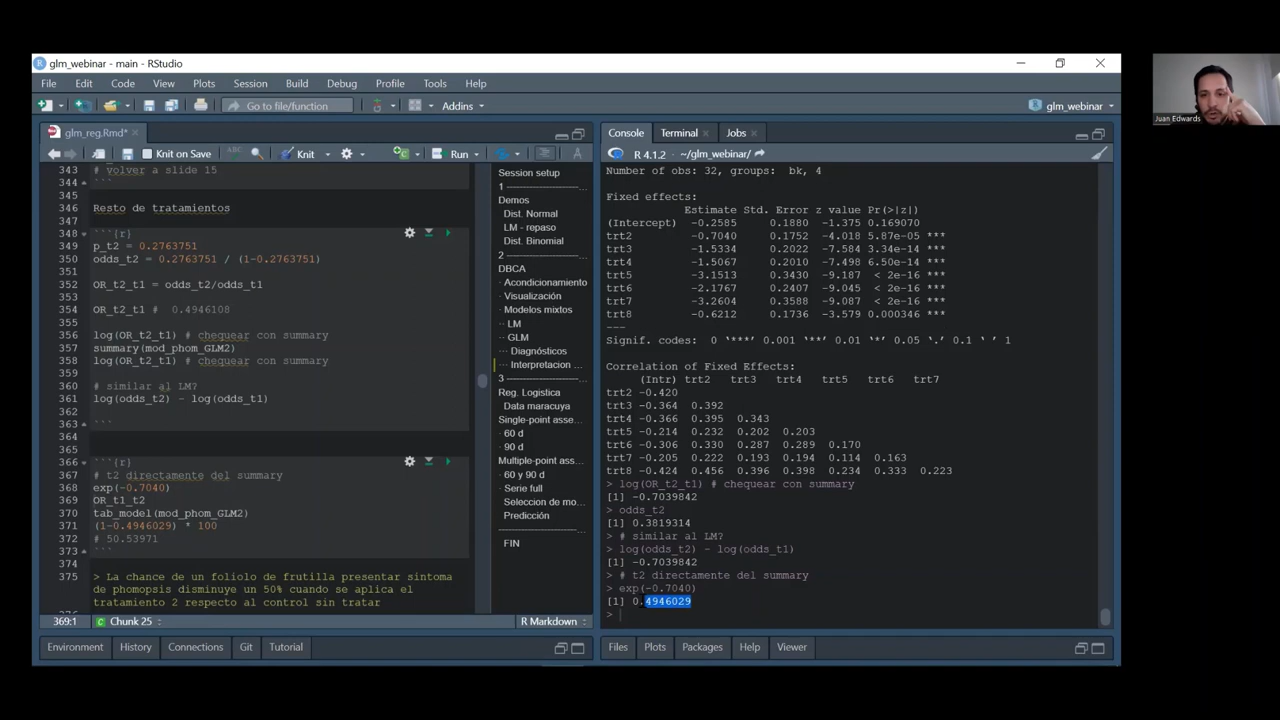 glm_webinar - main - RStudio
File Edit Code View Plots Session Build Debug Profile Tools Help
Go to file/function Addins glm_webinar
glm_reg.Rmd*
Knit on Save Knit Run
343 # volver a slide 15
344 ```
345
346 Resto de tratamientos
347
348 ```{r}
349 p_t2 = 0.2763751
350 odds_t2 = 0.2763751 / (1-0.2763751)
351
352 OR_t2_t1 = odds_t2/odds_t1
353
354 OR_t2_t1 # 0.4946108
355
356 log(OR_t2_t1) # chequear con summary
357 summary(mod_phom_GLM2)
358 log(OR_t2_t1) # chequear con summary
359
360 # similar al LM?
361 log(odds_t2) - log(odds_t1)
362
363 ```
364
365
366 ```{r}
367 # t2 directamente del summary
368 exp(-0.7040)
369 OR_t1_t2
370 tab_model(mod_phom_GLM2)
371 (1-0.4946029) * 100
372 # 50.53971
373 ```
374
375 > La chance de un foliolo de frutilla presentar sintoma
de phomopsis disminuye un 50% cuando se aplica el
tratamiento 2 respecto al control sin tratar
369:1 Chunk 25 R Markdown
Session setup
1 ---------------...
Demos
Dist. Normal
LM - repaso
Dist. Binomial
2 ---------------...
DBCA
Acondicionamiento
Visualización
Modelos mixtos
LM
GLM
Diagnósticos
Interpretacion ...
3 ---------------...
Reg. Logistica
Data maracuya
Single-point asse...
60 d
90 d
Multiple-point ass...
60 y 90 d
Serie full
Seleccion de mo...
Predicción
FIN
Environment History Connections Git Tutorial
Console Terminal Jobs
R 4.1.2 · ~/glm_webinar/
Number of obs: 32, groups: bk, 4
Fixed effects:
Estimate Std. Error z value Pr(>|z|)
(Intercept) -0.2585 0.1880 -1.375 0.169070
trt2 -0.7040 0.1752 -4.018 5.87e-05 ***
trt3 -1.5334 0.2022 -7.584 3.34e-14 ***
trt4 -1.5067 0.2010 -7.498 6.50e-14 ***
trt5 -3.1513 0.3430 -9.187 < 2e-16 ***
trt6 -2.1767 0.2407 -9.045 < 2e-16 ***
trt7 -3.2604 0.3588 -9.087 < 2e-16 ***
trt8 -0.6212 0.1736 -3.579 0.000346 ***
---
Signif. codes: 0 ‘***’ 0.001 ‘**’ 0.01 ‘*’ 0.05 ‘.’ 0.1 ‘ ’ 1
Correlation of Fixed Effects:
(Intr) trt2 trt3 trt4 trt5 trt6 trt7
trt2 -0.420
trt3 -0.364 0.392
trt4 -0.366 0.395 0.343
trt5 -0.214 0.232 0.202 0.203
trt6 -0.306 0.330 0.287 0.289 0.170
trt7 -0.205 0.222 0.193 0.194 0.114 0.163
trt8 -0.424 0.456 0.396 0.398 0.234 0.333 0.223
> log(OR_t2_t1) # chequear con summary
[1] -0.7039842
> odds_t2
[1] 0.3819314
> # similar al LM?
> log(odds_t2) - log(odds_t1)
[1] -0.7039842
> # t2 directamente del summary
> exp(-0.7040)
[1] 0.4946029
>
Files Plots Packages Help Viewer
Juan Edwards